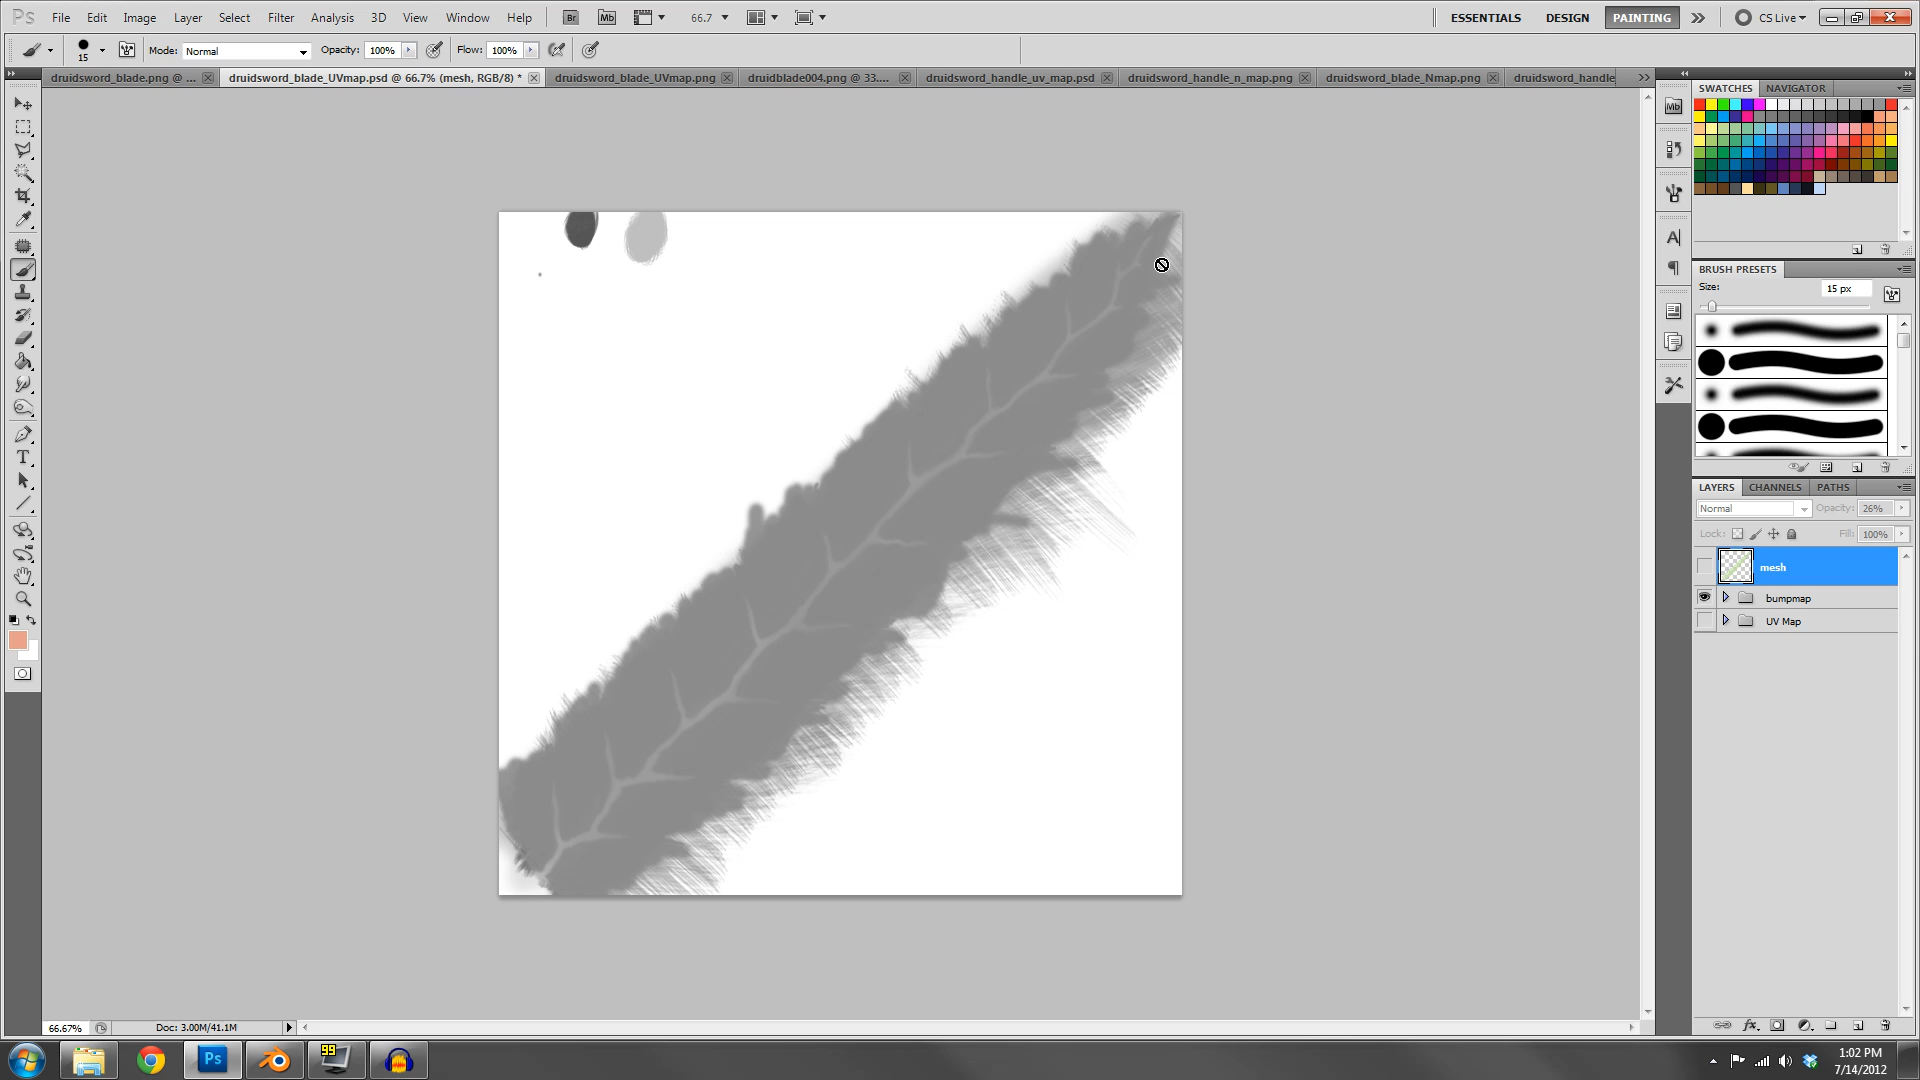 Ps File Edit Image Layer Select Filter Analysis 3D View Window Help Br Mb 66.7 ESSENTIALS DESIGN PAINTING CS Live
15 Mode: Normal Opacity: 100% Flow: 100%
druidsword_blade.png @ ... druidsword_blade_UVmap.psd @ 66.7% (mesh, RGB/8) * druidsword_blade_UVmap.png druidblade004.png @ 33.... druidsword_handle_uv_map.psd druidsword_handle_n_map.png druidsword_blade_Nmap.png druidsword_handle
SWATCHES NAVIGATOR
Mb
A
BRUSH PRESETS
Size: 15 px
LAYERS CHANNELS PATHS
Normal Opacity: 26%
Lock: Fill: 100%
mesh
bumpmap
UV Map
T
fx
66.67% Doc: 3.00M/41.1M
Ps 99
1:02 PM
7/14/2012